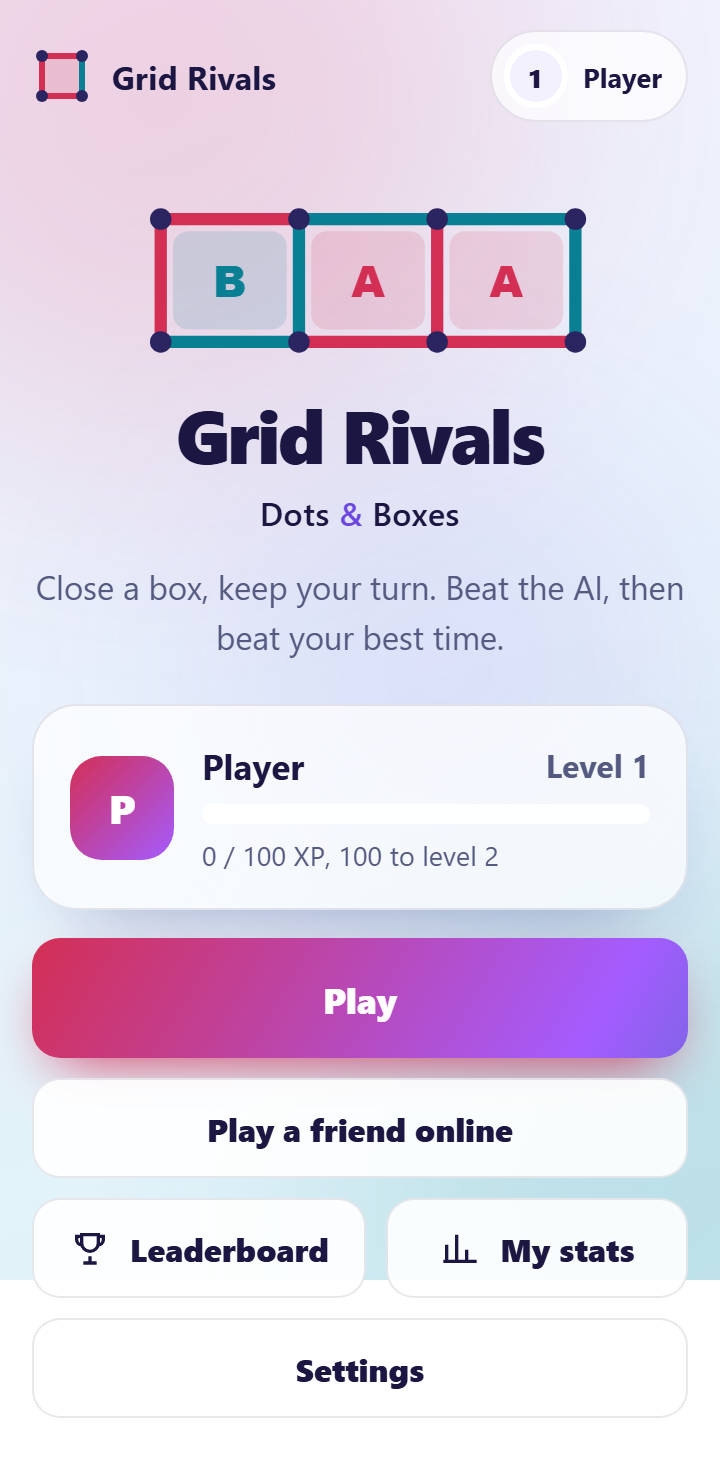 Grid Rivals
1 Player
B A A
Grid Rivals
Dots & Boxes
Close a box, keep your turn. Beat the AI, then
beat your best time.
P
Player Level 1
0 / 100 XP, 100 to level 2
Play
Play a friend online
Leaderboard
My stats
Settings